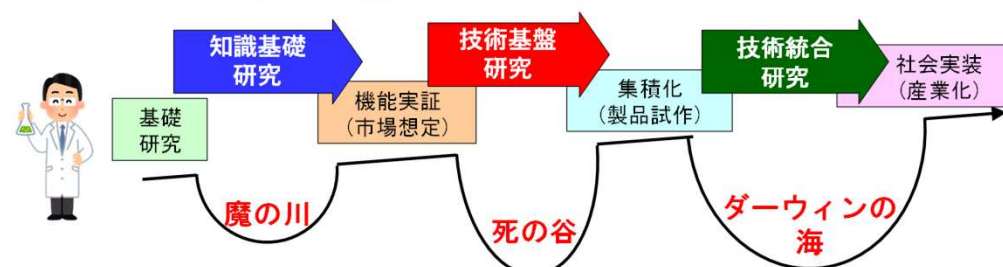 知識基礎
研究
技術基盤
研究
技術統合
研究
基礎
研究
機能実証
（市場想定）
集積化
（製品試作）
社会実装
（産業化）
魔の川
死の谷
ダーウィンの
海